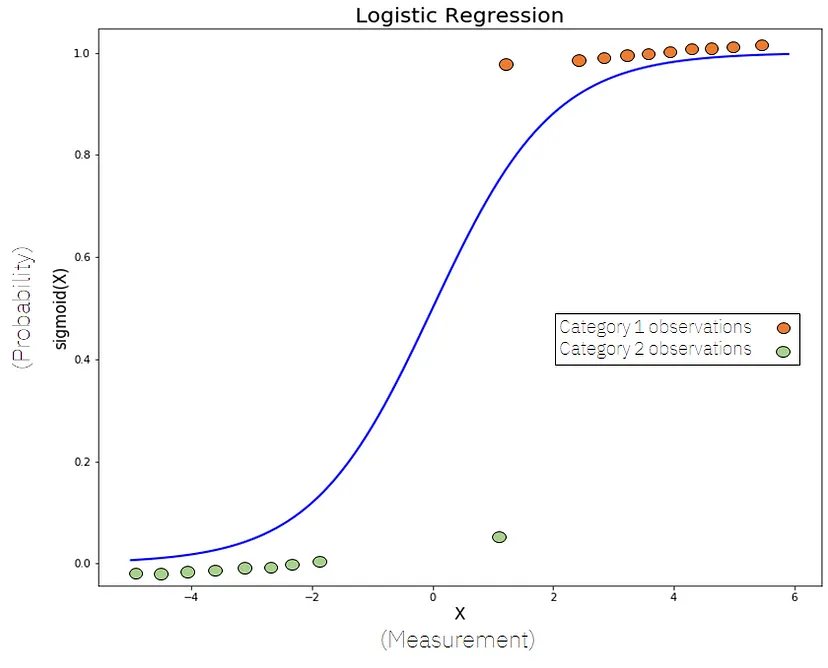 Logistic Regression
1.0
0.8
0.6
0.4
0.2
0.0
(Probability)
sigmoid(X)
Category 1 observations
Category 2 observations
−4
−2
0
2
4
6
X
(Measurement)